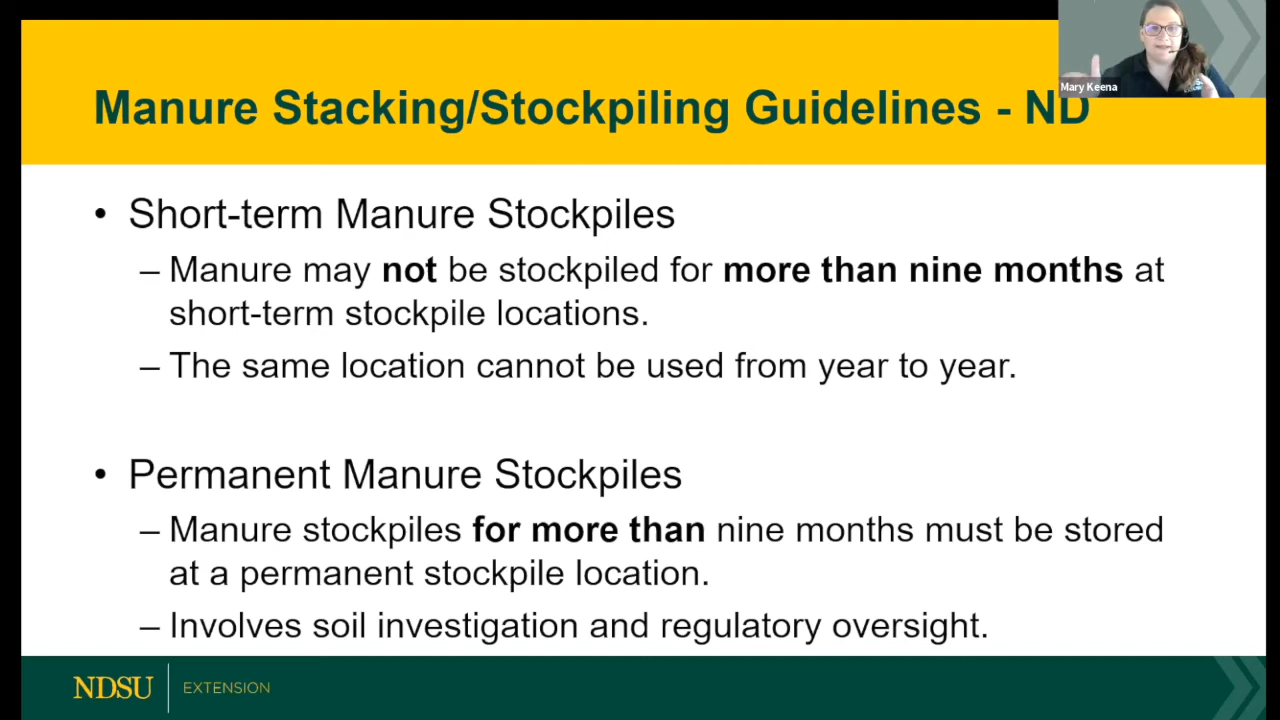 Mary Keena
Manure Stacking/Stockpiling Guidelines - ND
• Short-term Manure Stockpiles
– Manure may not be stockpiled for more than nine months at
short-term stockpile locations.
– The same location cannot be used from year to year.
• Permanent Manure Stockpiles
– Manure stockpiles for more than nine months must be stored
at a permanent stockpile location.
– Involves soil investigation and regulatory oversight.
NDSU EXTENSION